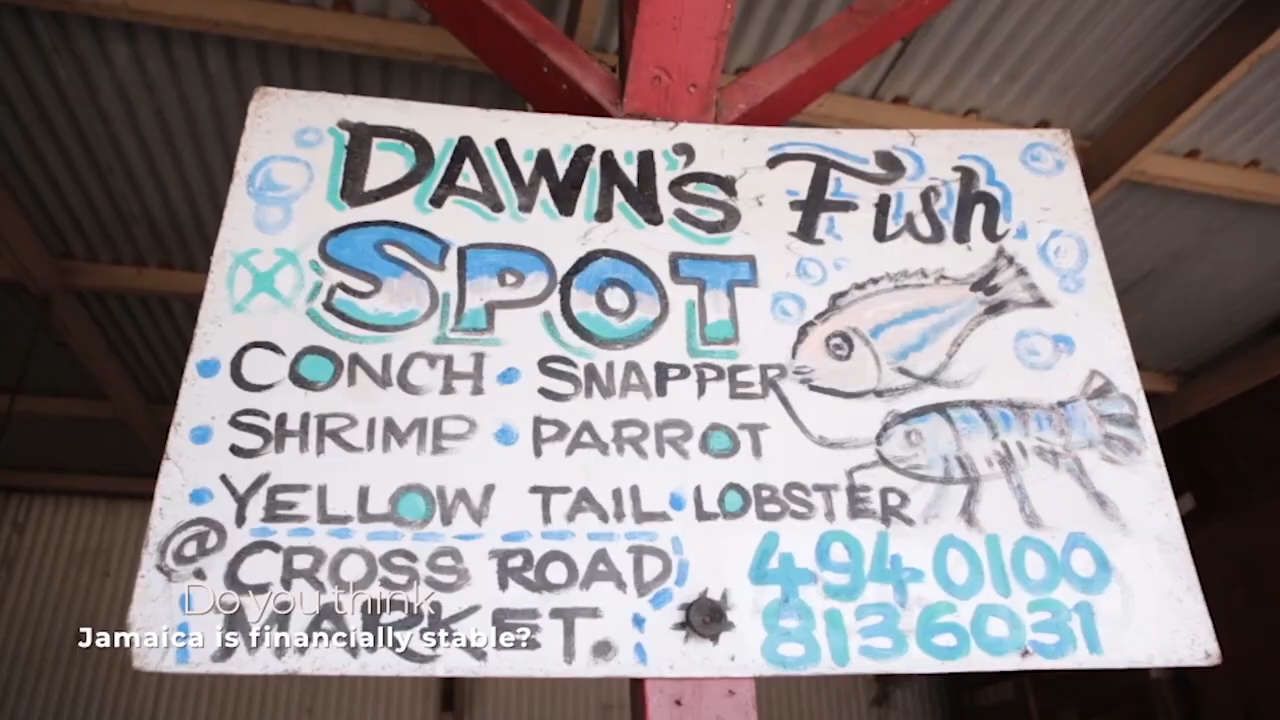 DAWN'S Fish
SPOT
• CONCH • SNAPPER
• SHRIMP • PARROT
• YELLOW TAIL • LOBSTER
@ CROSS ROAD
MARKET.
494 0100
8136031
Do you think
Jamaica is financially stable?